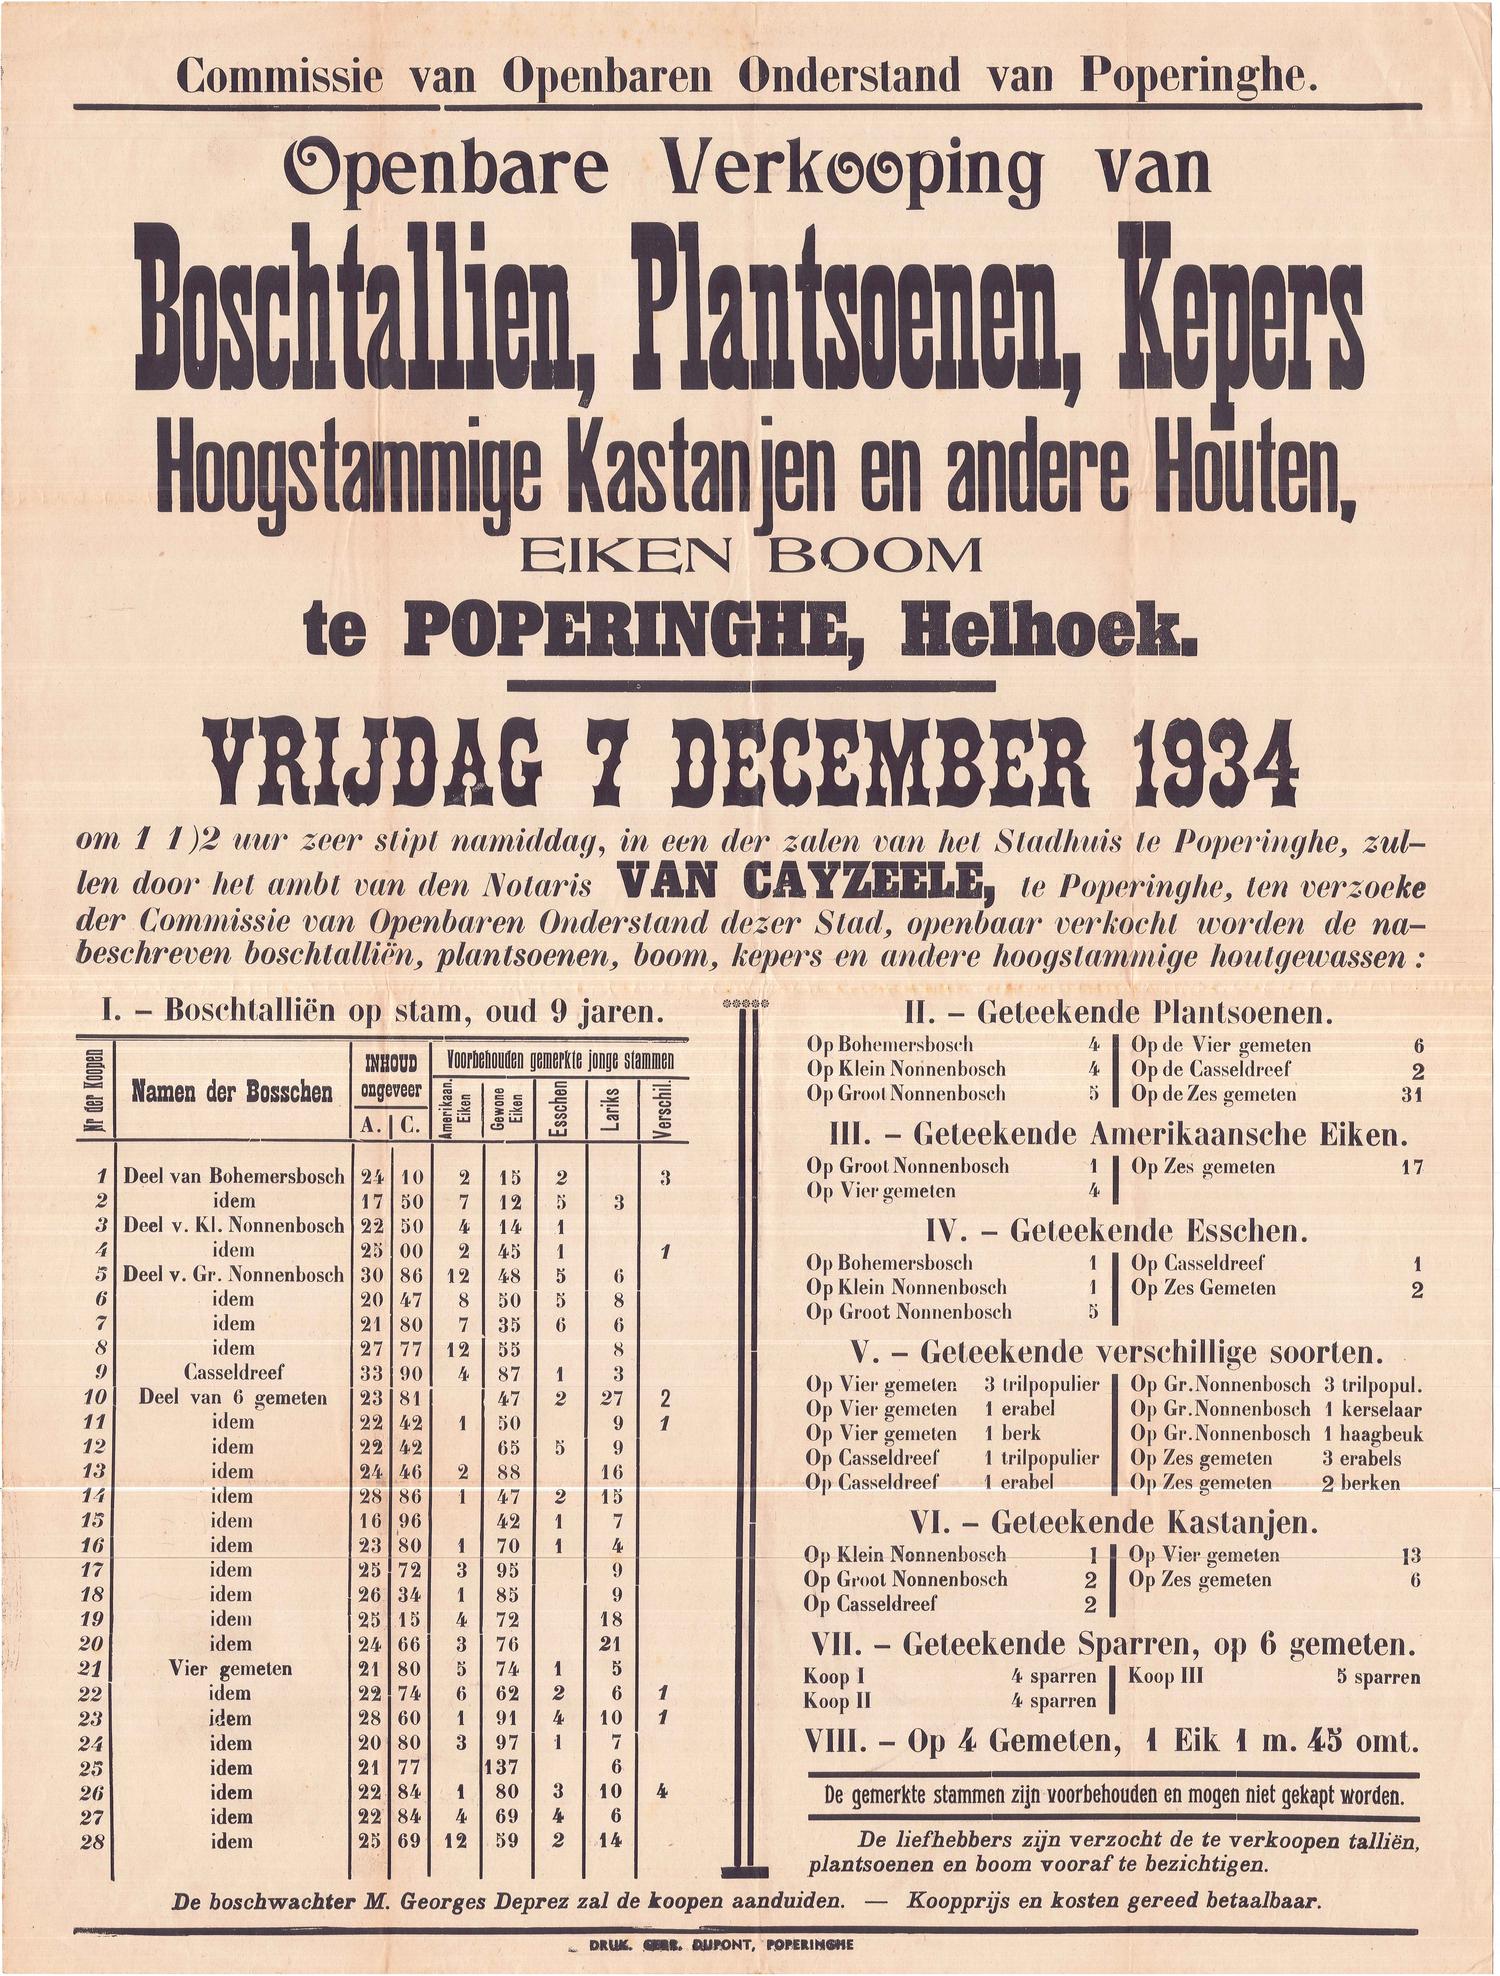 Commissie van Openbaren Onderstand van Poperinghe.
Openbare Verkooping van
Boschtallien, Plantsoenen, Kepers
Hoogstammige Kastanjen en andere Houten,
EIKEN BOOM
te POPERINGHE, Helhoek.
VRIJDAG 7 DECEMBER 1934
om 1 1)2 uur zeer stipt namiddag, in een der zalen van het Stadhuis te Poperinghe, zul-
len door het ambt van den Notaris VAN CAYZEELE, te Poperinghe, ten verzoeke
der Commissie van Openbaren Onderstand dezer Stad, openbaar verkocht worden de na-
beschreven boschtalliën, plantsoenen, boom, kepers en andere hoogstammige houtgewassen :
I. – Boschtalliën op stam, oud 9 jaren.
Nr der Koopen
Namen der Bosschen
INHOUD ongeveer
A. C.
Voorbehouden gemerkte jonge stammen
Amerikaan. Eiken
Gewone Eiken
Esschen
Lariks
Verschil.
1 Deel van Bohemersbosch 24 10 2 15 2 3
2 idem 17 50 7 12 5 3
3 Deel v. Kl. Nonnenbosch 22 50 4 14 1
4 idem 25 00 2 45 1 1
5 Deel v. Gr. Nonnenbosch 30 86 12 48 5 6
6 idem 20 47 8 50 5 8
7 idem 21 80 7 35 6 6
8 idem 27 77 12 55 8
9 Casseldreef 33 90 4 87 1 3
10 Deel van 6 gemeten 23 81 47 2 27 2
11 idem 22 42 1 50 9 1
12 idem 22 42 65 5 9
13 idem 24 46 2 88 16
14 idem 28 86 1 47 2 15
15 idem 16 96 42 1 7
16 idem 23 80 1 70 1 4
17 idem 25 72 3 95 9
18 idem 26 34 1 85 9
19 idem 25 15 4 72 18
20 idem 24 66 3 76 21
21 Vier gemeten 21 80 5 74 1 5
22 idem 22 74 6 62 2 6 1
23 idem 28 60 1 91 4 10 1
24 idem 20 80 3 97 1 7
25 idem 21 77 137 6
26 idem 22 84 1 80 3 10 4
27 idem 22 84 4 69 4 6
28 idem 25 69 12 59 2 14
II. – Geteekende Plantsoenen.
Op Bohemersbosch 4 Op de Vier gemeten 6
Op Klein Nonnenbosch 4 Op de Casseldreef 2
Op Groot Nonnenbosch 5 Op de Zes gemeten 31
III. – Geteekende Amerikaansche Eiken.
Op Groot Nonnenbosch 1 Op Zes gemeten 17
Op Vier gemeten 4
IV. – Geteekende Esschen.
Op Bohemersbosch 1 Op Casseldreef 1
Op Klein Nonnenbosch 1 Op Zes Gemeten 2
Op Groot Nonnenbosch 5
V. – Geteekende verschillige soorten.
Op Vier gemeten 3 trilpopulier Op Gr. Nonnenbosch 3 trilpopul.
Op Vier gemeten 1 erabel Op Gr. Nonnenbosch 1 kerselaar
Op Vier gemeten 1 berk Op Gr. Nonnenbosch 1 haagbeuk
Op Casseldreef 1 trilpopulier Op Zes gemeten 3 erabels
Op Casseldreef 1 erabel Op Zes gemeten 2 berken
VI. – Geteekende Kastanjen.
Op Klein Nonnenbosch 1 Op Vier gemeten 13
Op Groot Nonnenbosch 2 Op Zes gemeten 6
Op Casseldreef 2
VII. – Geteekende Sparren, op 6 gemeten.
Koop I 4 sparren Koop III 5 sparren
Koop II 4 sparren
VIII. – Op 4 Gemeten, 1 Eik 1 m. 45 omt.
De gemerkte stammen zijn voorbehouden en mogen niet gekapt worden.
De liefhebbers zijn verzocht de te verkoopen talliën,
plantsoenen en boom vooraf te bezichtigen.
De boschwachter M. Georges Deprez zal de koopen aanduiden. — Koopprijs en kosten gereed betaalbaar.
DRUK. GEBR. DUPONT, POPERINGHE